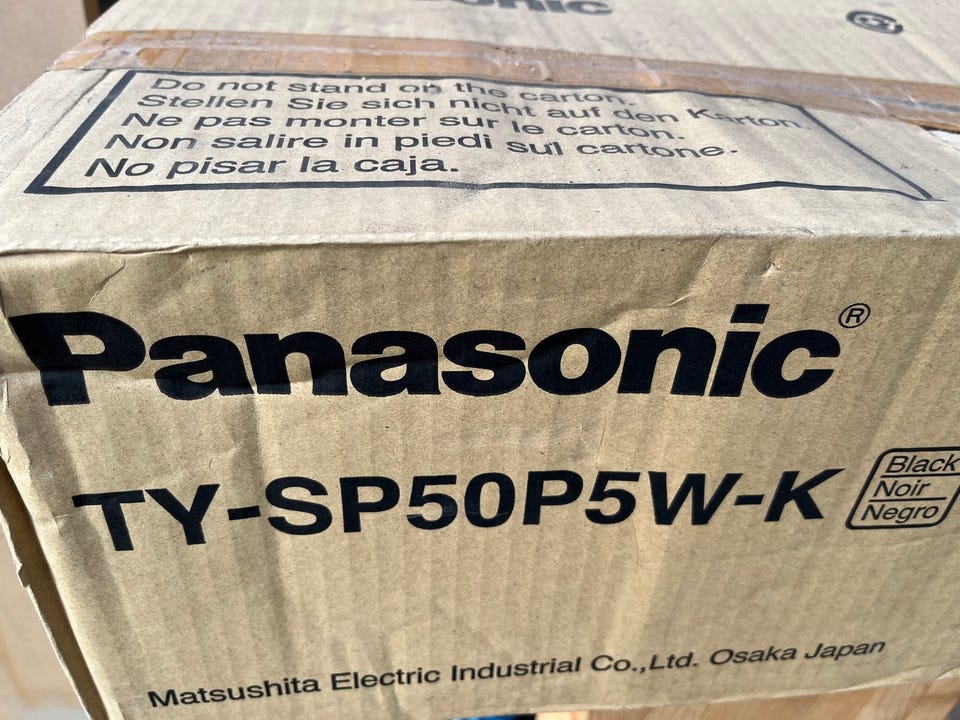 Do not stand on the carton.
Stellen Sie sich nicht auf den Karton.
Ne pas monter sur le carton.
Non salire in piedi sul cartone.
No pisar la caja.
Panasonic®
TY-SP50P5W-K
Black
Noir
Negro
Matsushita Electric Industrial Co.,Ltd. Osaka Japan